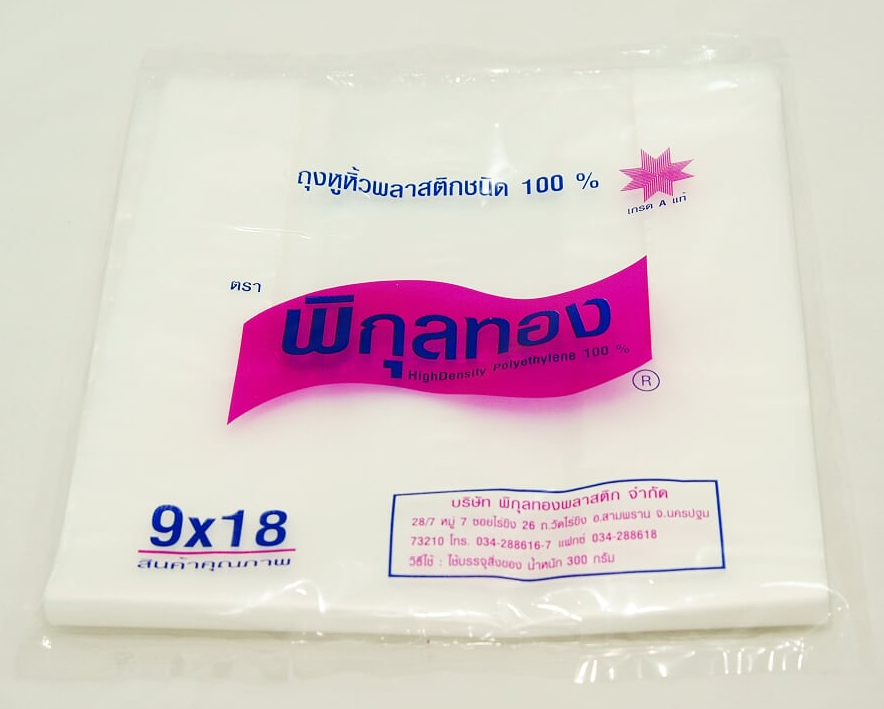 ถุงหูหิ้วพลาสติกชนิด 100 %
เกรด A แท้
ตรา
พิกุลทอง
HighDensity Polyethylene 100 %
®
9x18
สินค้าคุณภาพ
บริษัท พิกุลทองพลาสติก จำกัด
28/7 หมู่ 7 ซอยไร่ขิง 26 ถ.วัดไร่ขิง อ.สามพราน จ.นครปฐม
73210 โทร. 034-288616-7 แฟกซ์ 034-288618
วิธีใช้ : ใช้บรรจุสิ่งของ น้ำหนัก 300 กรัม